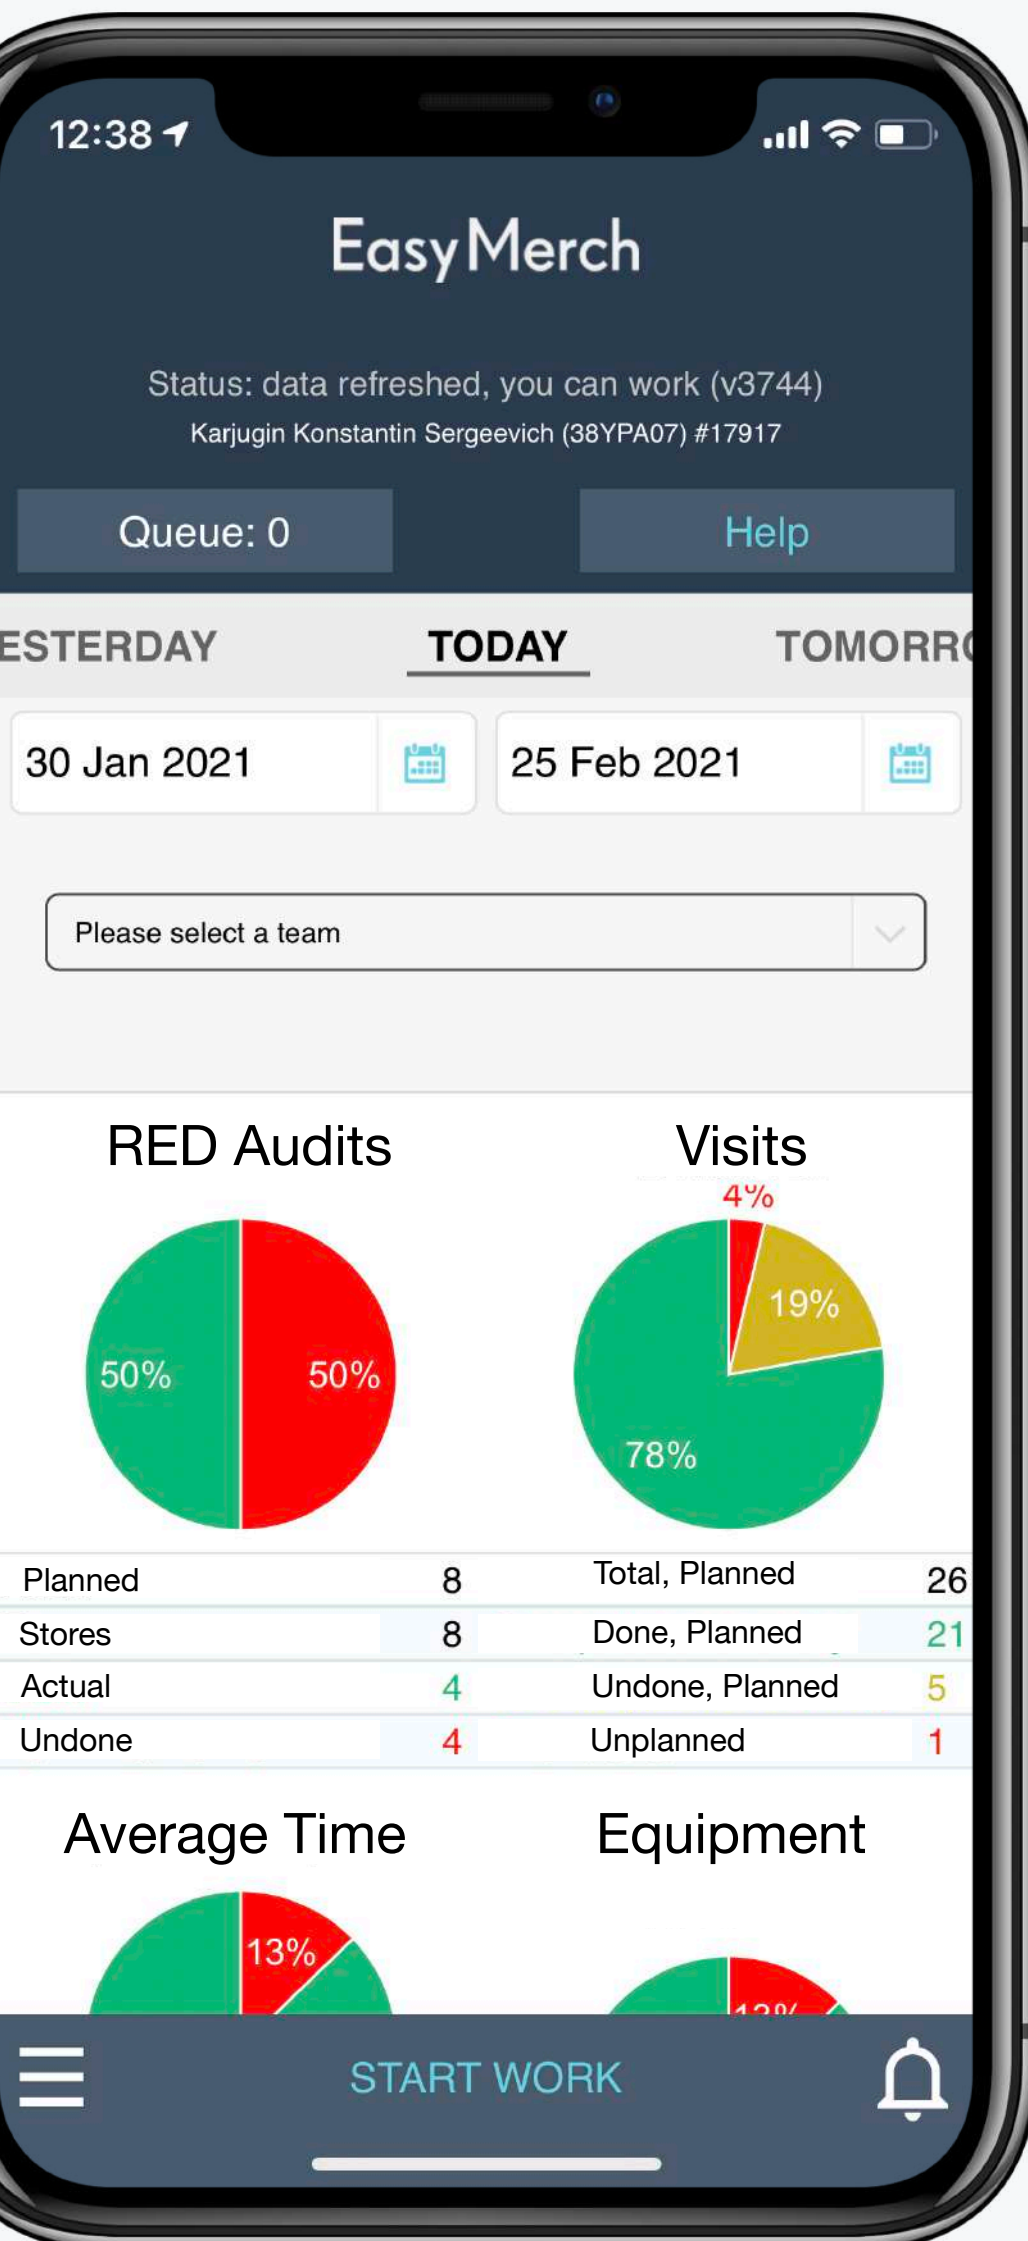 12:38
EasyMerch
Status: data refreshed, you can work (v3744)
Karjugin Konstantin Sergeevich (38YPA07) #17917
Queue: 0 Help
ESTERDAY TODAY TOMORRO
30 Jan 2021 25 Feb 2021
Please select a team
RED Audits Visits
4%
19%
50% 50%
78%
Planned 8 Total, Planned 26
Stores 8 Done, Planned 21
Actual 4 Undone, Planned 5
Undone 4 Unplanned 1
Average Time Equipment
13%
START WORK